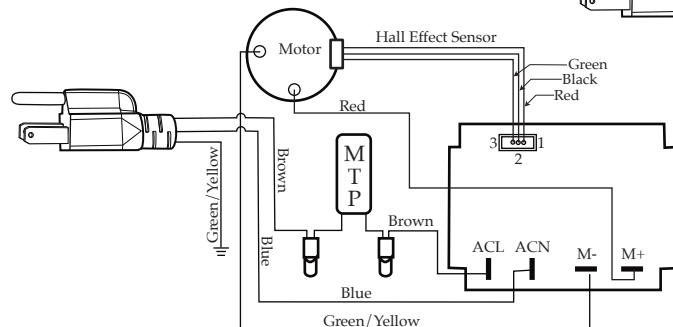 Motor
Hall Effect Sensor
Green
Black
Red
Red
3
1
2
MTP
Brown
Green/Yellow
Blue
Brown
ACL
ACN
M-
M+
Blue
Green/Yellow